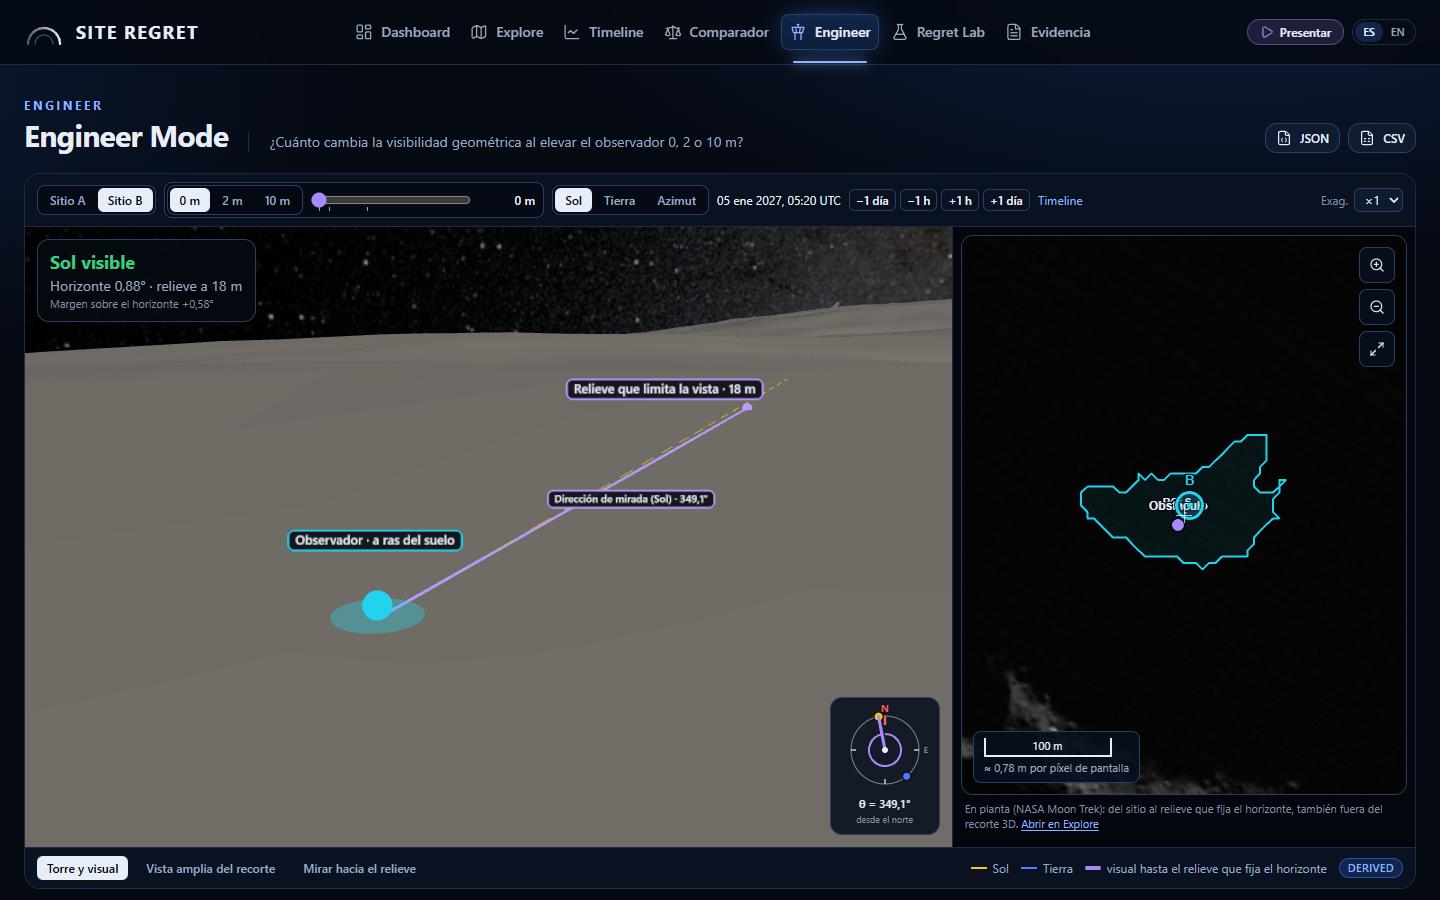 SITE REGRET
Dashboard
Explore
Timeline
Comparador
Engineer
Regret Lab
Evidencia
Presentar
ES
EN
ENGINEER
Engineer Mode
¿Cuánto cambia la visibilidad geométrica al elevar el observador 0, 2 o 10 m?
JSON
CSV
Sitio A
Sitio B
0 m
2 m
10 m
0 m
Sol
Tierra
Azimut
05 ene 2027, 05:20 UTC
−1 día
−1 h
+1 h
+1 día
Timeline
Exag.
×1
Sol visible
Horizonte 0,88° · relieve a 18 m
Margen sobre el horizonte +0,58°
Relieve que limita la vista · 18 m
Dirección de mirada (Sol) · 349,1°
Observador · a ras del suelo
N
E
θ = 349,1°
desde el norte
B
100 m
≈ 0,78 m por píxel de pantalla
En planta (NASA Moon Trek): del sitio al relieve que fija el horizonte, también fuera del
recorte 3D. Abrir en Explore
Torre y visual
Vista amplia del recorte
Mirar hacia el relieve
Sol
Tierra
visual hasta el relieve que fija el horizonte
DERIVED